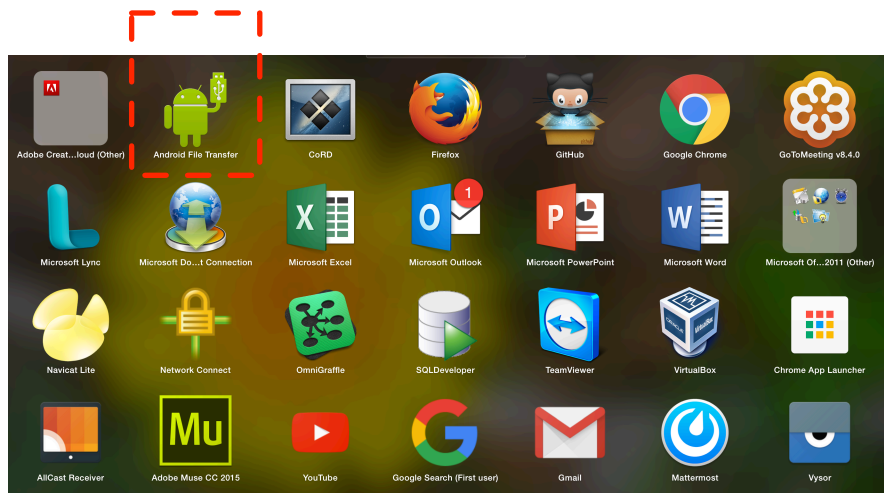 Adobe Creat...loud (Other)
Android File Transfer
CoRD
Firefox
GitHub
Google Chrome
GoToMeeting v8.4.0
X
O
1
P
W
Microsoft Lync
Microsoft Do...t Connection
Microsoft Excel
Microsoft Outlook
Microsoft PowerPoint
Microsoft Word
Microsoft Of...2011 (Other)
ORACLE
VirtualBox
Navicat Lite
Network Connect
OmniGraffle
SQLDeveloper
TeamViewer
VirtualBox
Chrome App Launcher
Mu
AllCast Receiver
Adobe Muse CC 2015
YouTube
Google Search (First user)
Gmail
Mattermost
Vysor